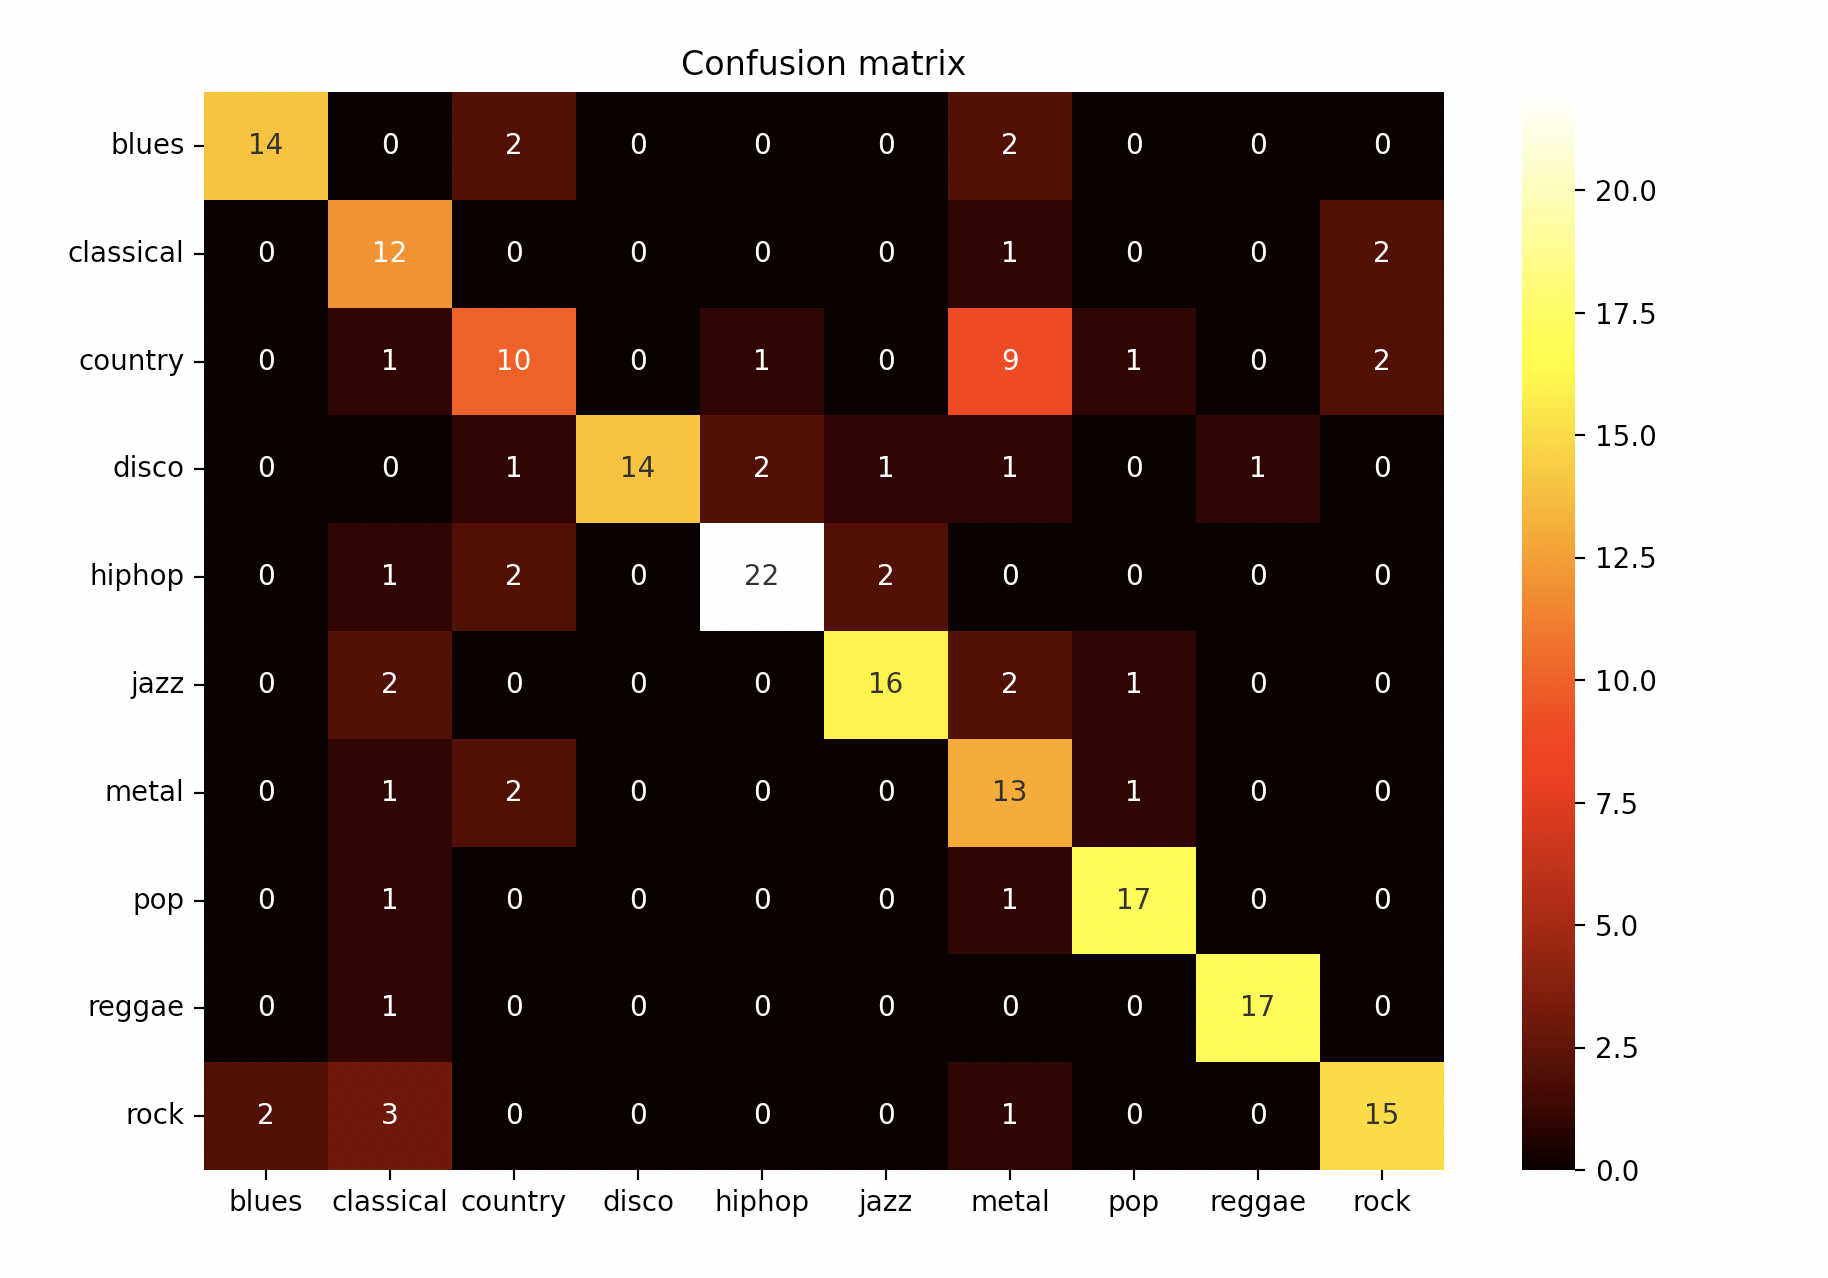 Confusion matrix
blues 14 0 2 0 0 0 2 0 0 0
classical 0 12 0 0 0 0 1 0 0 2
country 0 1 10 0 1 0 9 1 0 2
disco 0 0 1 14 2 1 1 0 1 0
hiphop 0 1 2 0 22 2 0 0 0 0
jazz 0 2 0 0 0 16 2 1 0 0
metal 0 1 2 0 0 0 13 1 0 0
pop 0 1 0 0 0 0 1 17 0 0
reggae 0 1 0 0 0 0 0 0 17 0
rock 2 3 0 0 0 0 1 0 0 15
blues classical country disco hiphop jazz metal pop reggae rock
20.0
17.5
15.0
12.5
10.0
7.5
5.0
2.5
0.0